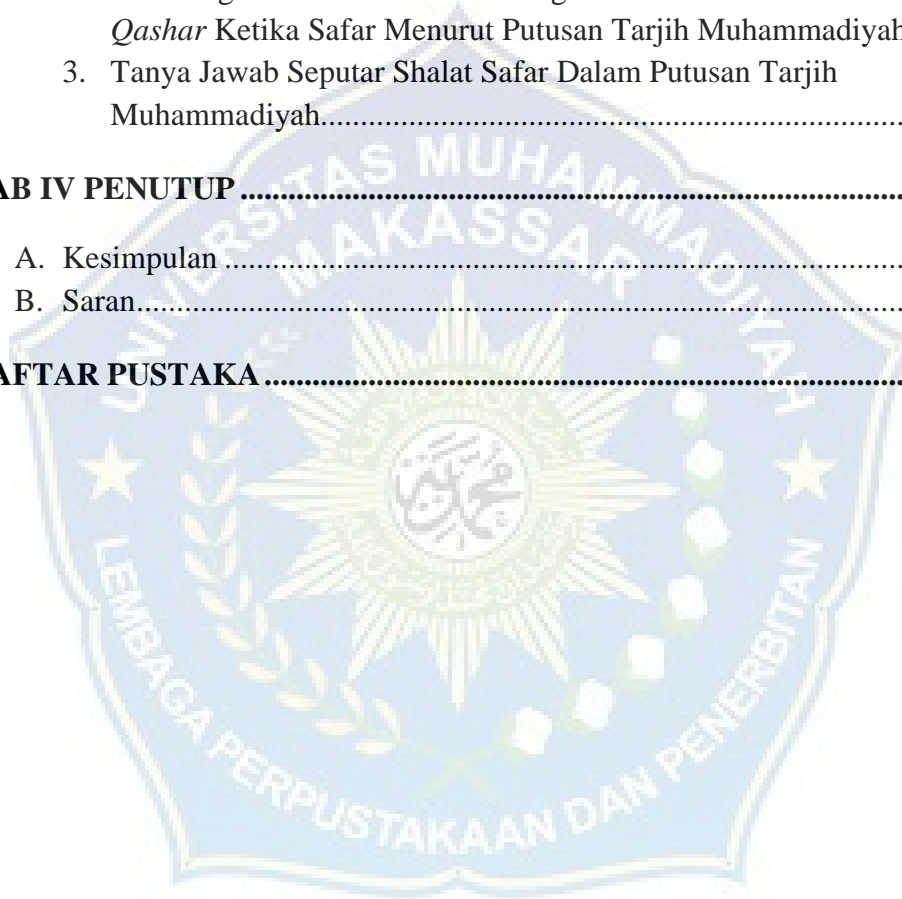 Qashar Ketika Safar Menurut Putusan Tarjih Muhammadiyah
3. Tanya Jawab Seputar Shalat Safar Dalam Putusan Tarjih
Muhammadiyah.......................................................................
AB IV PENUTUP.......................................................................
A. Kesimpulan.......................................................................
B. Saran.......................................................................
AFTAR PUSTAKA.......................................................................
UNIVERSITAS MUHAMMADIYAH
MAKASSAR
LEMBAGA PERPUSTAKAAN DAN PENERBITAN